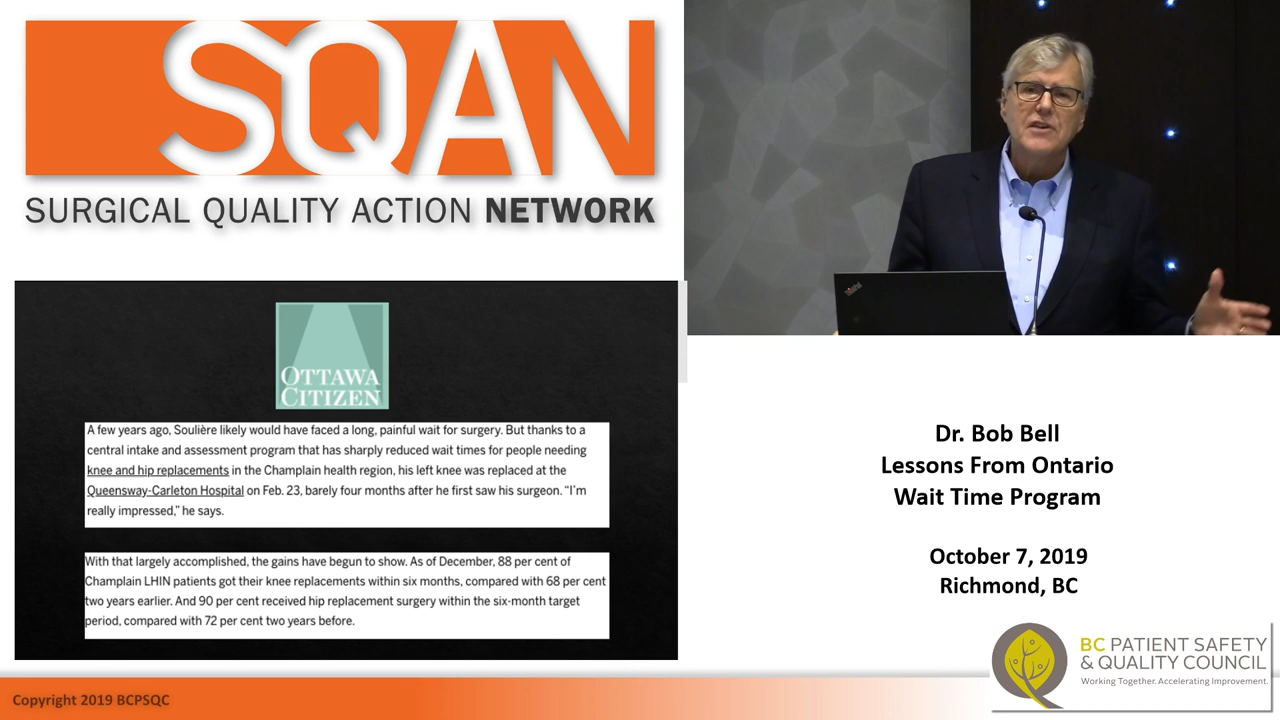 SQAN
SURGICAL QUALITY ACTION NETWORK
OTTAWA
CITIZEN
A few years ago, Soulière likely would have faced a long, painful wait for surgery. But thanks to a
central intake and assessment program that has sharply reduced wait times for people needing
knee and hip replacements in the Champlain health region, his left knee was replaced at the
Queensway-Carleton Hospital on Feb. 23, barely four months after he first saw his surgeon. “I’m
really impressed,” he says.
With that largely accomplished, the gains have begun to show. As of December, 88 per cent of
Champlain LHIN patients got their knee replacements within six months, compared with 68 per cent
two years earlier. And 90 per cent received hip replacement surgery within the six-month target
period, compared with 72 per cent two years before.
ThinkPad
Dr. Bob Bell
Lessons From Ontario
Wait Time Program
October 7, 2019
Richmond, BC
BC PATIENT SAFETY
& QUALITY COUNCIL
Working Together. Accelerating Improvement.
Copyright 2019 BCPSQC